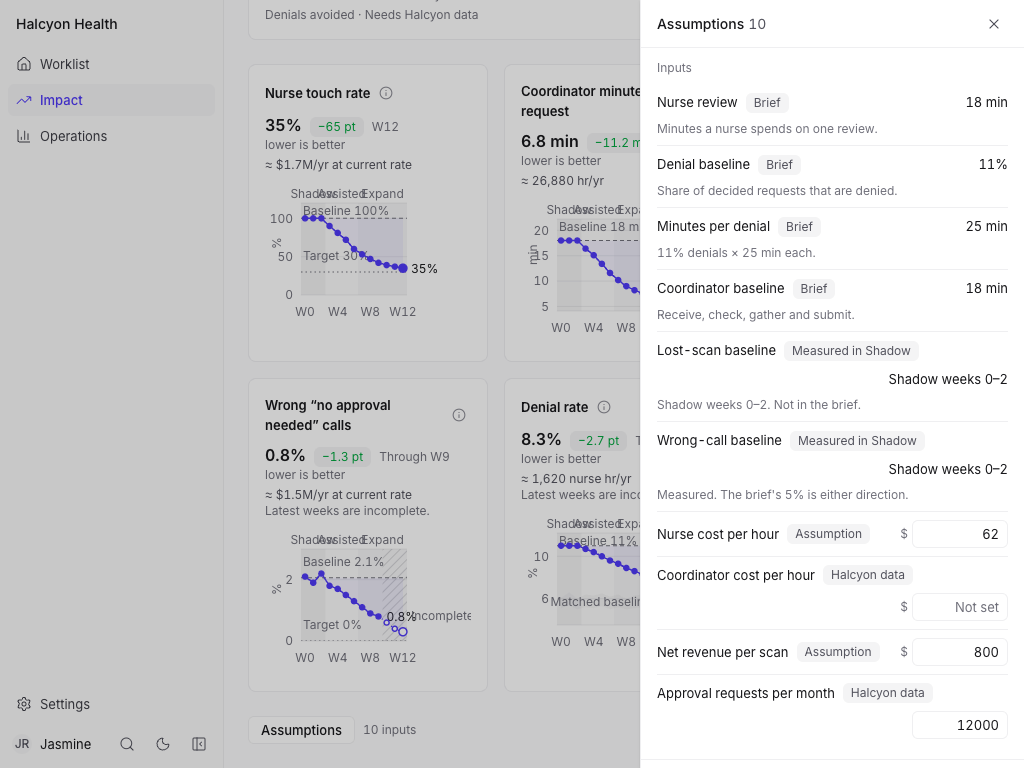 Halcyon Health
Worklist
Impact
Operations
Settings
JR Jasmine
Denials avoided · Needs Halcyon data
Nurse touch rate
35% −65 pt W12
lower is better
≈ $1.7M/yr at current rate
Shadow Assisted Expand
Baseline 100%
100
50
0
%
Target 30%
35%
W0 W4 W8 W12
Coordinator minute
request
6.8 min −11.2 m
lower is better
≈ 26,880 hr/yr
Shadow Assisted Expa
Baseline 18 m
20
15
10
5
min
W0 W4 W8
Wrong “no approval
needed” calls
0.8% −1.3 pt Through W9
lower is better
≈ $1.5M/yr at current rate
Latest weeks are incomplete.
Shadow Assisted Expand
Baseline 2.1%
2
0
%
0.8% Incomplete
Target 0%
W0 W4 W8 W12
Denial rate
8.3% −2.7 pt T
lower is better
≈ 1,620 nurse hr/yr
Latest weeks are inco
Shadow Assisted Expa
Baseline 11%
10
6
%
Matched baselin
W0 W4 W8
Assumptions 10 inputs
Assumptions 10
Inputs
Nurse review Brief 18 min
Minutes a nurse spends on one review.
Denial baseline Brief 11%
Share of decided requests that are denied.
Minutes per denial Brief 25 min
11% denials × 25 min each.
Coordinator baseline Brief 18 min
Receive, check, gather and submit.
Lost-scan baseline Measured in Shadow
Shadow weeks 0–2
Shadow weeks 0–2. Not in the brief.
Wrong-call baseline Measured in Shadow
Shadow weeks 0–2
Measured. The brief's 5% is either direction.
Nurse cost per hour Assumption $ 62
Coordinator cost per hour Halcyon data
$ Not set
Net revenue per scan Assumption $ 800
Approval requests per month Halcyon data
12000